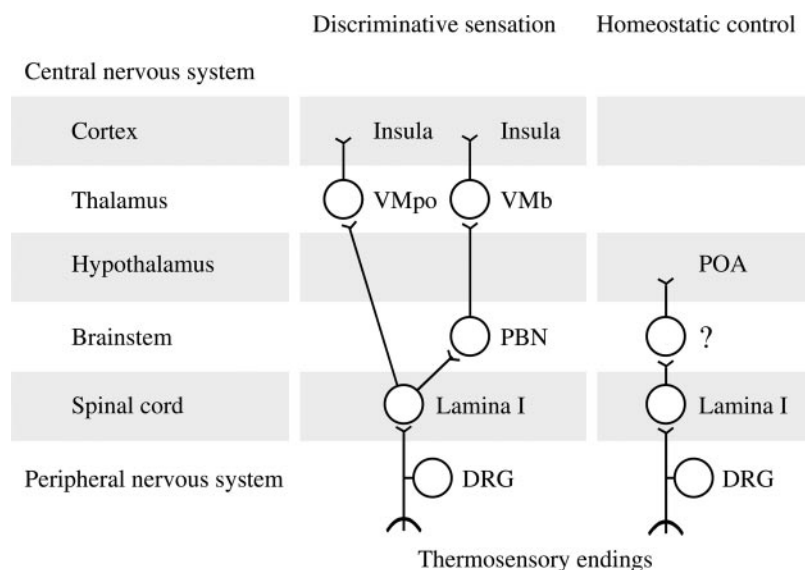 Discriminative sensation Homeostatic control
Central nervous system
Cortex Insula Insula
Thalamus VMpo VMb
Hypothalamus POA
Brainstem PBN ?
Spinal cord Lamina I Lamina I
Peripheral nervous system DRG DRG
Thermosensory endings